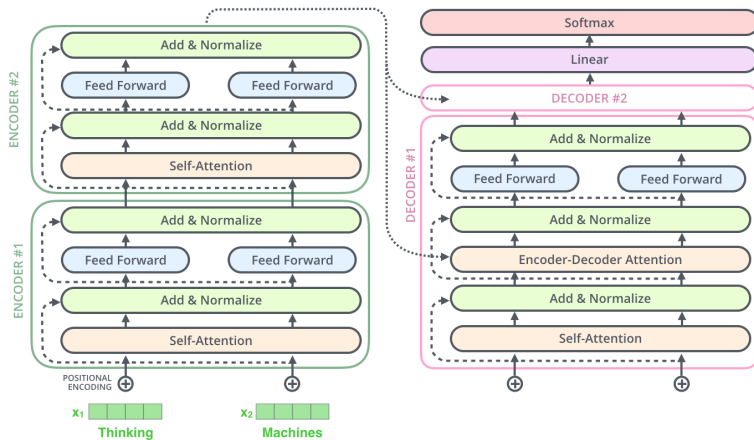 ENCODER #2
Add & Normalize
Feed Forward
Feed Forward
Add & Normalize
Self-Attention
ENCODER #1
Add & Normalize
Feed Forward
Feed Forward
Add & Normalize
Self-Attention
POSITIONAL
ENCODING
x₁
x₂
Thinking
Machines
Softmax
Linear
DECODER #2
DECODER #1
Add & Normalize
Feed Forward
Feed Forward
Add & Normalize
Encoder-Decoder Attention
Add & Normalize
Self-Attention